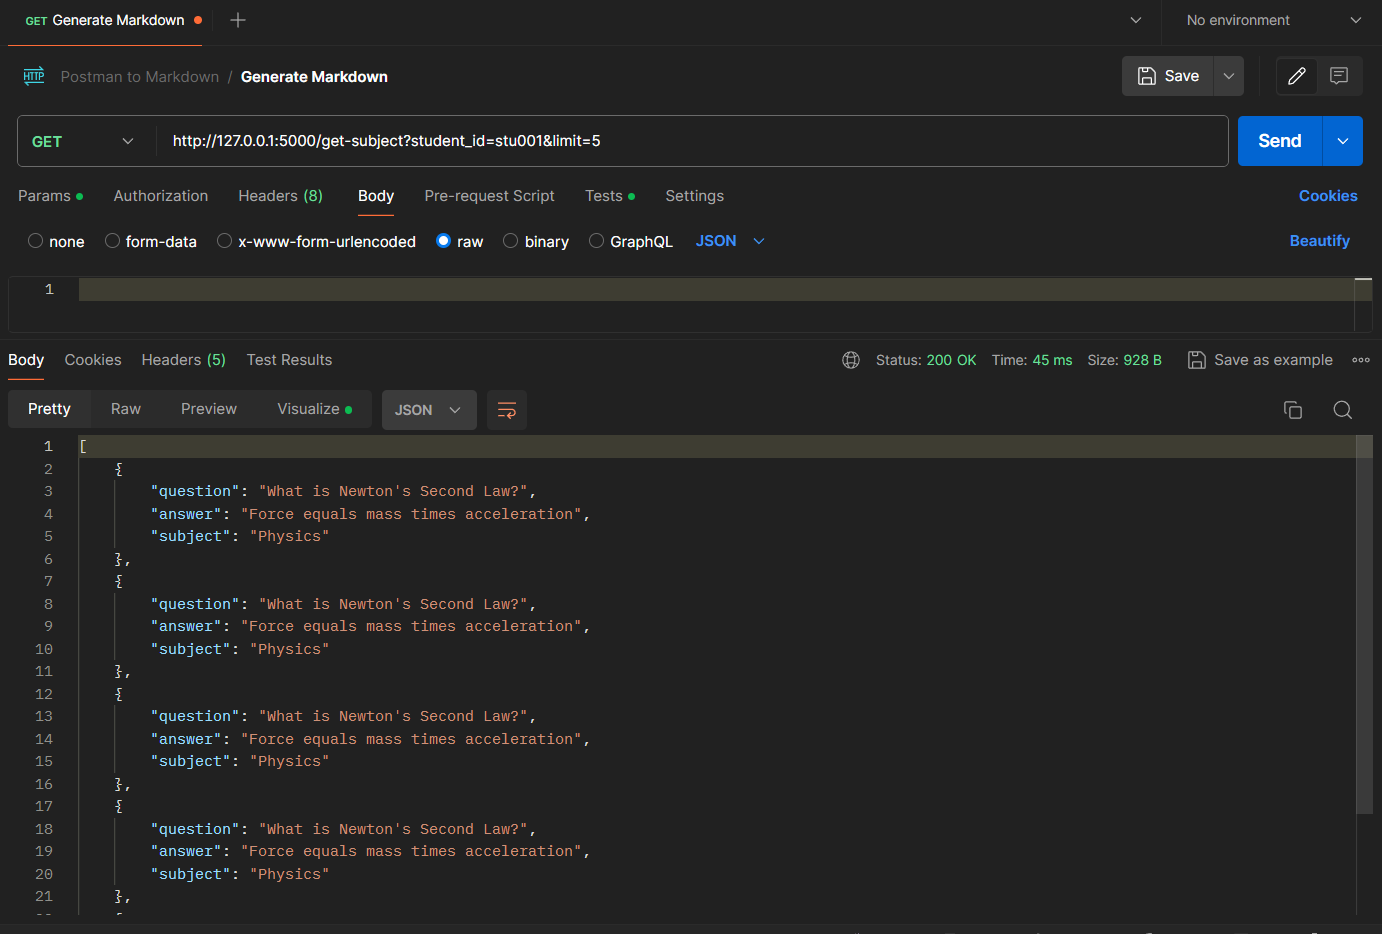 GET Generate Markdown
No environment
HTTP Postman to Markdown / Generate Markdown
Save
GET http://127.0.0.1:5000/get-subject?student_id=stu001&limit=5
Send
Params Authorization Headers (8) Body Pre-request Script Tests Settings Cookies
none form-data x-www-form-urlencoded raw binary GraphQL JSON Beautify
1
Body Cookies Headers (5) Test Results Status: 200 OK Time: 45 ms Size: 928 B Save as example
Pretty Raw Preview Visualize JSON
1 [
2 {
3 "question": "What is Newton's Second Law?",
4 "answer": "Force equals mass times acceleration",
5 "subject": "Physics"
6 },
7 {
8 "question": "What is Newton's Second Law?",
9 "answer": "Force equals mass times acceleration",
10 "subject": "Physics"
11 },
12 {
13 "question": "What is Newton's Second Law?",
14 "answer": "Force equals mass times acceleration",
15 "subject": "Physics"
16 },
17 {
18 "question": "What is Newton's Second Law?",
19 "answer": "Force equals mass times acceleration",
20 "subject": "Physics"
21 },